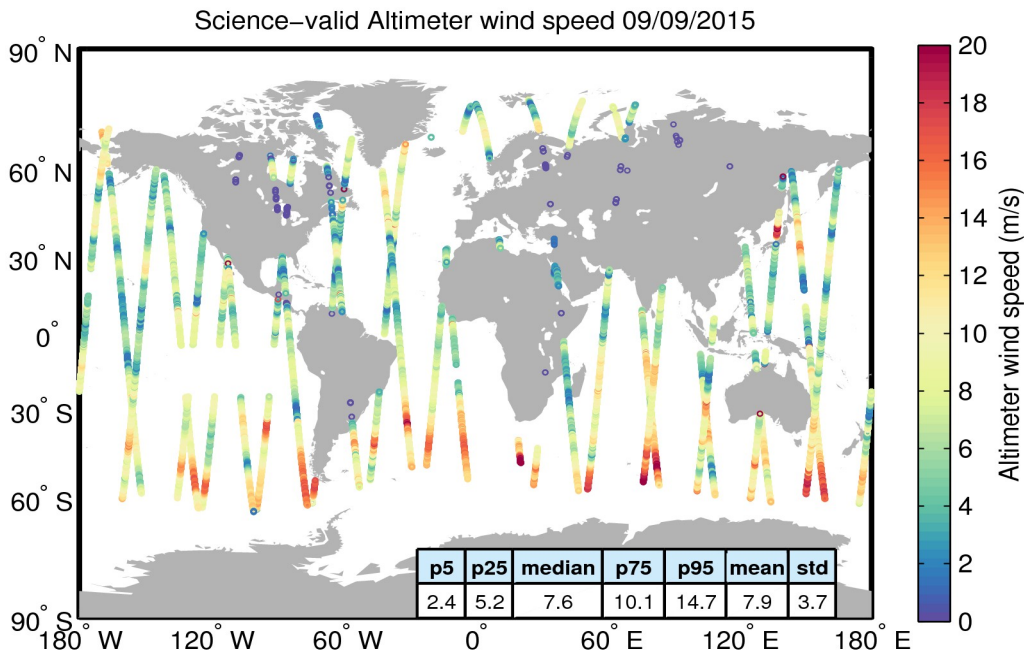 Science−valid Altimeter wind speed 09/09/2015
90° N
60° N
30° N
0°
30° S
60° S
90° S
180° W
120° W
60° W
0°
60° E
120° E
180° E
p5 p25 median p75 p95 mean std
2.4 5.2 7.6 10.1 14.7 7.9 3.7
20
18
16
14
12
10
8
6
4
2
0
Altimeter wind speed (m/s)